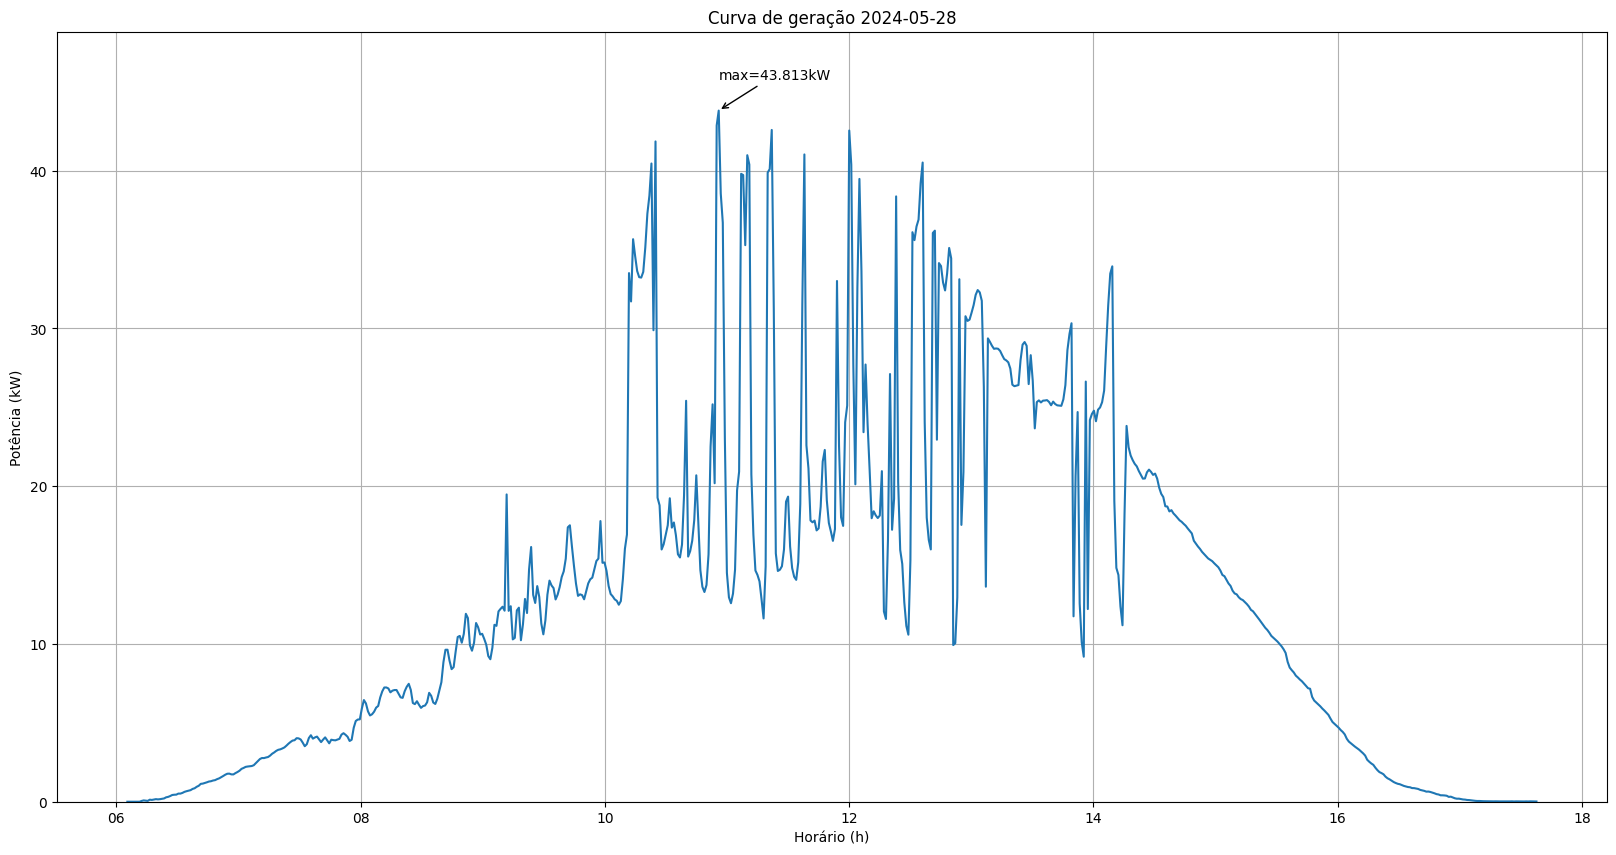 Curva de geração 2024-05-28
max=43.813kW
Potência (kW)
40
30
20
10
0
06 08 10 12 14 16 18
Horário (h)